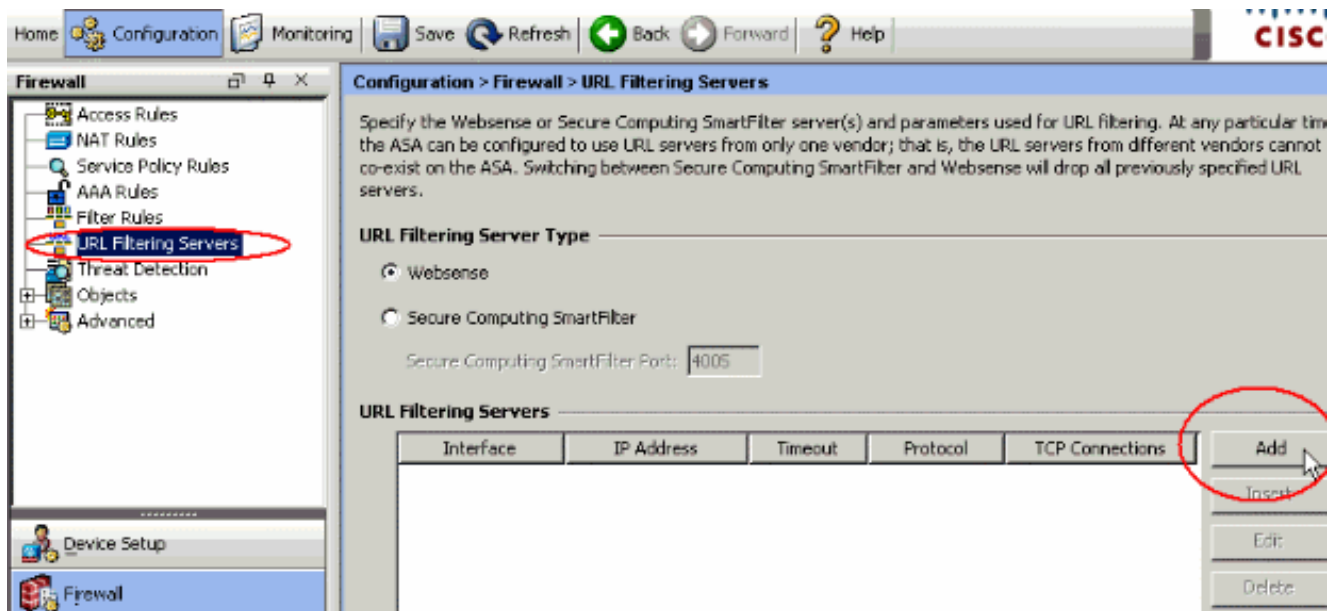 Home Configuration Monitoring Save Refresh Back Forward Help
CISC
Firewall
Access Rules
NAT Rules
Service Policy Rules
AAA Rules
Filter Rules
URL Filtering Servers
Threat Detection
Objects
Advanced
Device Setup
Firewall
Configuration > Firewall > URL Filtering Servers
Specify the Websense or Secure Computing SmartFilter server(s) and parameters used for URL filtering. At any particular time
the ASA can be configured to use URL servers from only one vendor; that is, the URL servers from different vendors cannot
co-exist on the ASA. Switching between Secure Computing SmartFilter and Websense will drop all previously specified URL
servers.
URL Filtering Server Type
Websense
Secure Computing SmartFilter
Secure Computing SmartFilter Port: 4005
URL Filtering Servers
Interface IP Address Timeout Protocol TCP Connections
Add
Insert
Edit
Delete